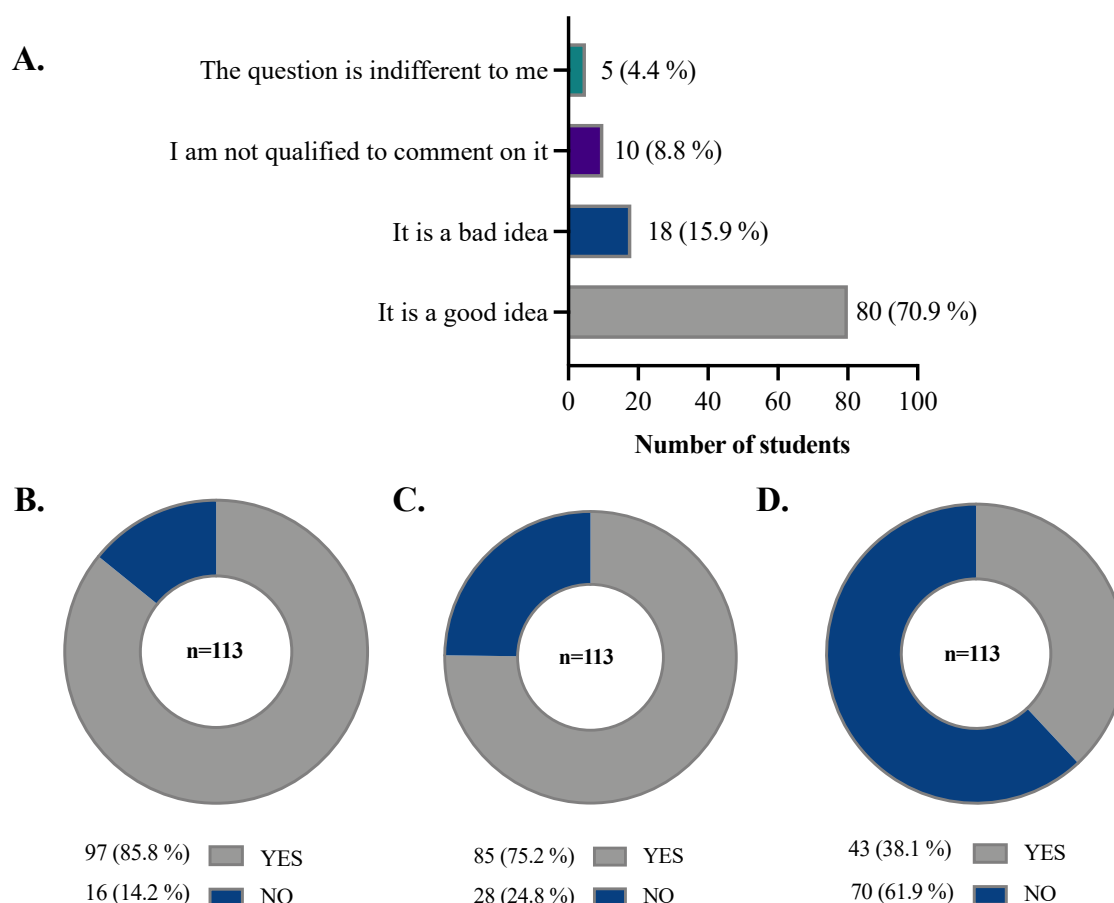 A.
The question is indifferent to me 5 (4.4 %)
I am not qualified to comment on it 10 (8.8 %)
It is a bad idea 18 (15.9 %)
It is a good idea 80 (70.9 %)
0 20 40 60 80 100
Number of students
B.
n=113
97 (85.8 %) YES
16 (14.2 %) NO
C.
n=113
85 (75.2 %) YES
28 (24.8 %) NO
D.
n=113
43 (38.1 %) YES
70 (61.9 %) NO